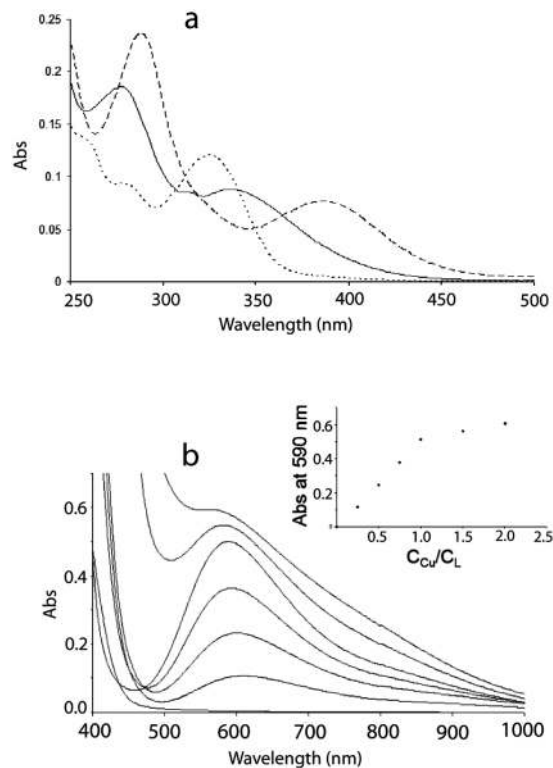 a
0.25
0.2
0.15
0.1
0.05
0
Abs
250 300 350 400 450 500
Wavelength (nm)
b
0.6
0.4
0.2
0.0
Abs
400 500 600 700 800 900 1000
Wavelength (nm)
0.6
0.4
0.2
Abs at 590 nm
0.5 1.0 1.5 2.0 2.5
CCu/CL